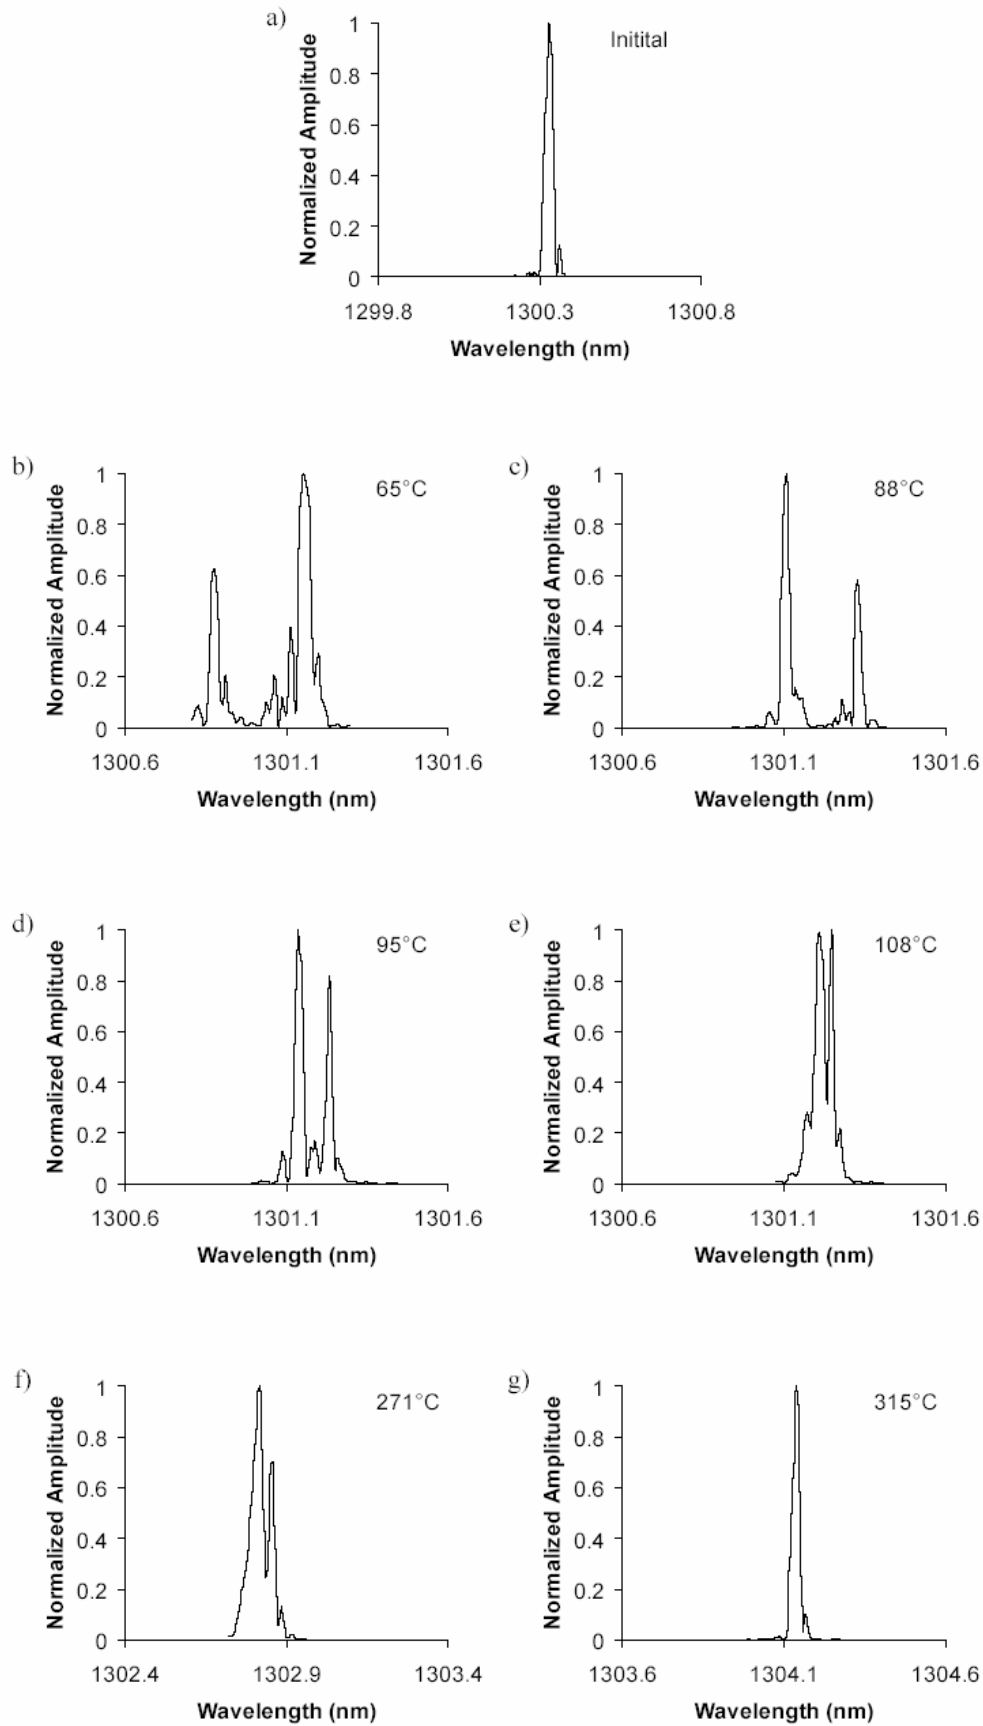 a)
Initital
Normalized Amplitude
1
0.8
0.6
0.4
0.2
0
1299.8 1300.3 1300.8
Wavelength (nm)
b)
65°C
Normalized Amplitude
1
0.8
0.6
0.4
0.2
0
1300.6 1301.1 1301.6
Wavelength (nm)
c)
88°C
Normalized Amplitude
1
0.8
0.6
0.4
0.2
0
1300.6 1301.1 1301.6
Wavelength (nm)
d)
95°C
Normalized Amplitude
1
0.8
0.6
0.4
0.2
0
1300.6 1301.1 1301.6
Wavelength (nm)
e)
108°C
Normalized Amplitude
1
0.8
0.6
0.4
0.2
0
1300.6 1301.1 1301.6
Wavelength (nm)
f)
271°C
Normalized Amplitude
1
0.8
0.6
0.4
0.2
0
1302.4 1302.9 1303.4
Wavelength (nm)
g)
315°C
Normalized Amplitude
1
0.8
0.6
0.4
0.2
0
1303.6 1304.1 1304.6
Wavelength (nm)